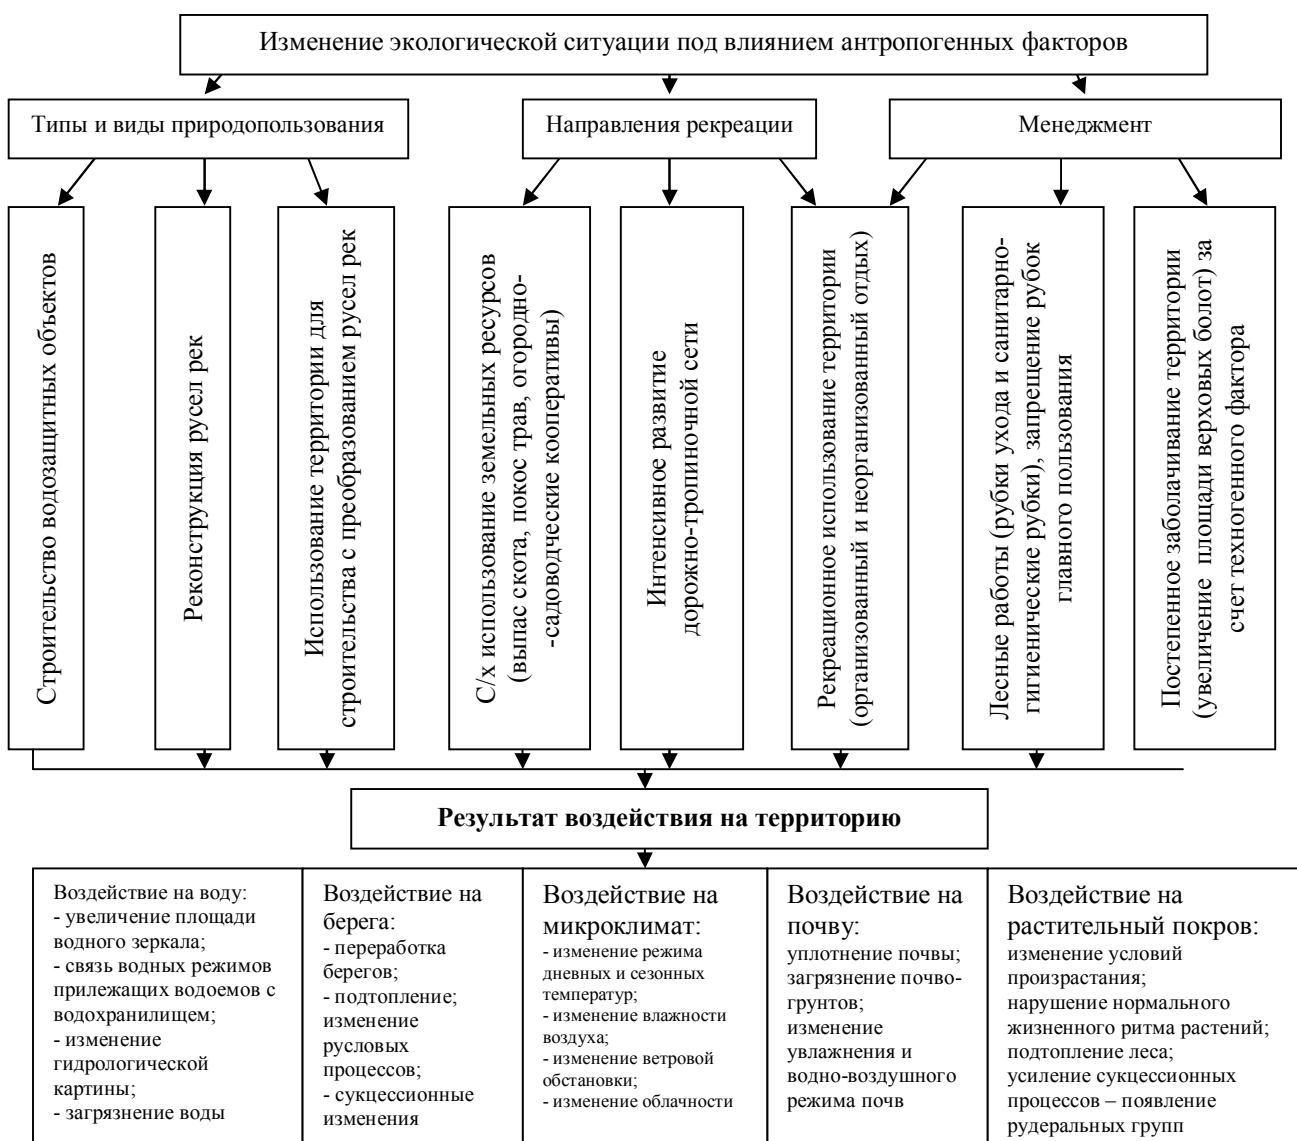 Изменение экологической ситуации под влиянием антропогенных факторов
Типы и виды природопользования
Направления рекреации
Менеджмент
Строительство водозащитных объектов
Реконструкция русел рек
Использование территории для
строительства с преобразованием русел рек
С/х использование земельных ресурсов
(выпас скота, покос трав, огородно-
-садоводческие кооперативы)
Интенсивное развитие
дорожно-тропиночной сети
Рекреационное использование территории
(организованный и неорганизованный отдых)
Лесные работы (рубки ухода и санитарно-
гигиенические рубки), запрещение рубок
главного пользования
Постепенное заболачивание территории
(увеличение площади верховых болот) за
счет техногенного фактора
Результат воздействия на территорию
Воздействие на воду:
- увеличение площади
водного зеркала;
- связь водных режимов
прилежащих водоемов с
водохранилищем;
- изменение
гидрологической
картины;
- загрязнение воды
Воздействие на
берега:
- переработка
берегов;
- подтопление;
изменение
русловых
процессов;
- сукцессионные
изменения
Воздействие на
микроклимат:
- изменение режима
дневных и сезонных
температур;
- изменение влажности
воздуха;
- изменение ветровой
обстановки;
- изменение облачности
Воздействие на
почву:
уплотнение почвы;
загрязнение почво-
грунтов;
изменение
увлажнения и
водно-воздушного
режима почв
Воздействие на
растительный покров:
изменение условий
произрастания;
нарушение нормального
жизненного ритма растений;
подтопление леса;
усиление сукцессионных
процессов – появление
рудеральных групп